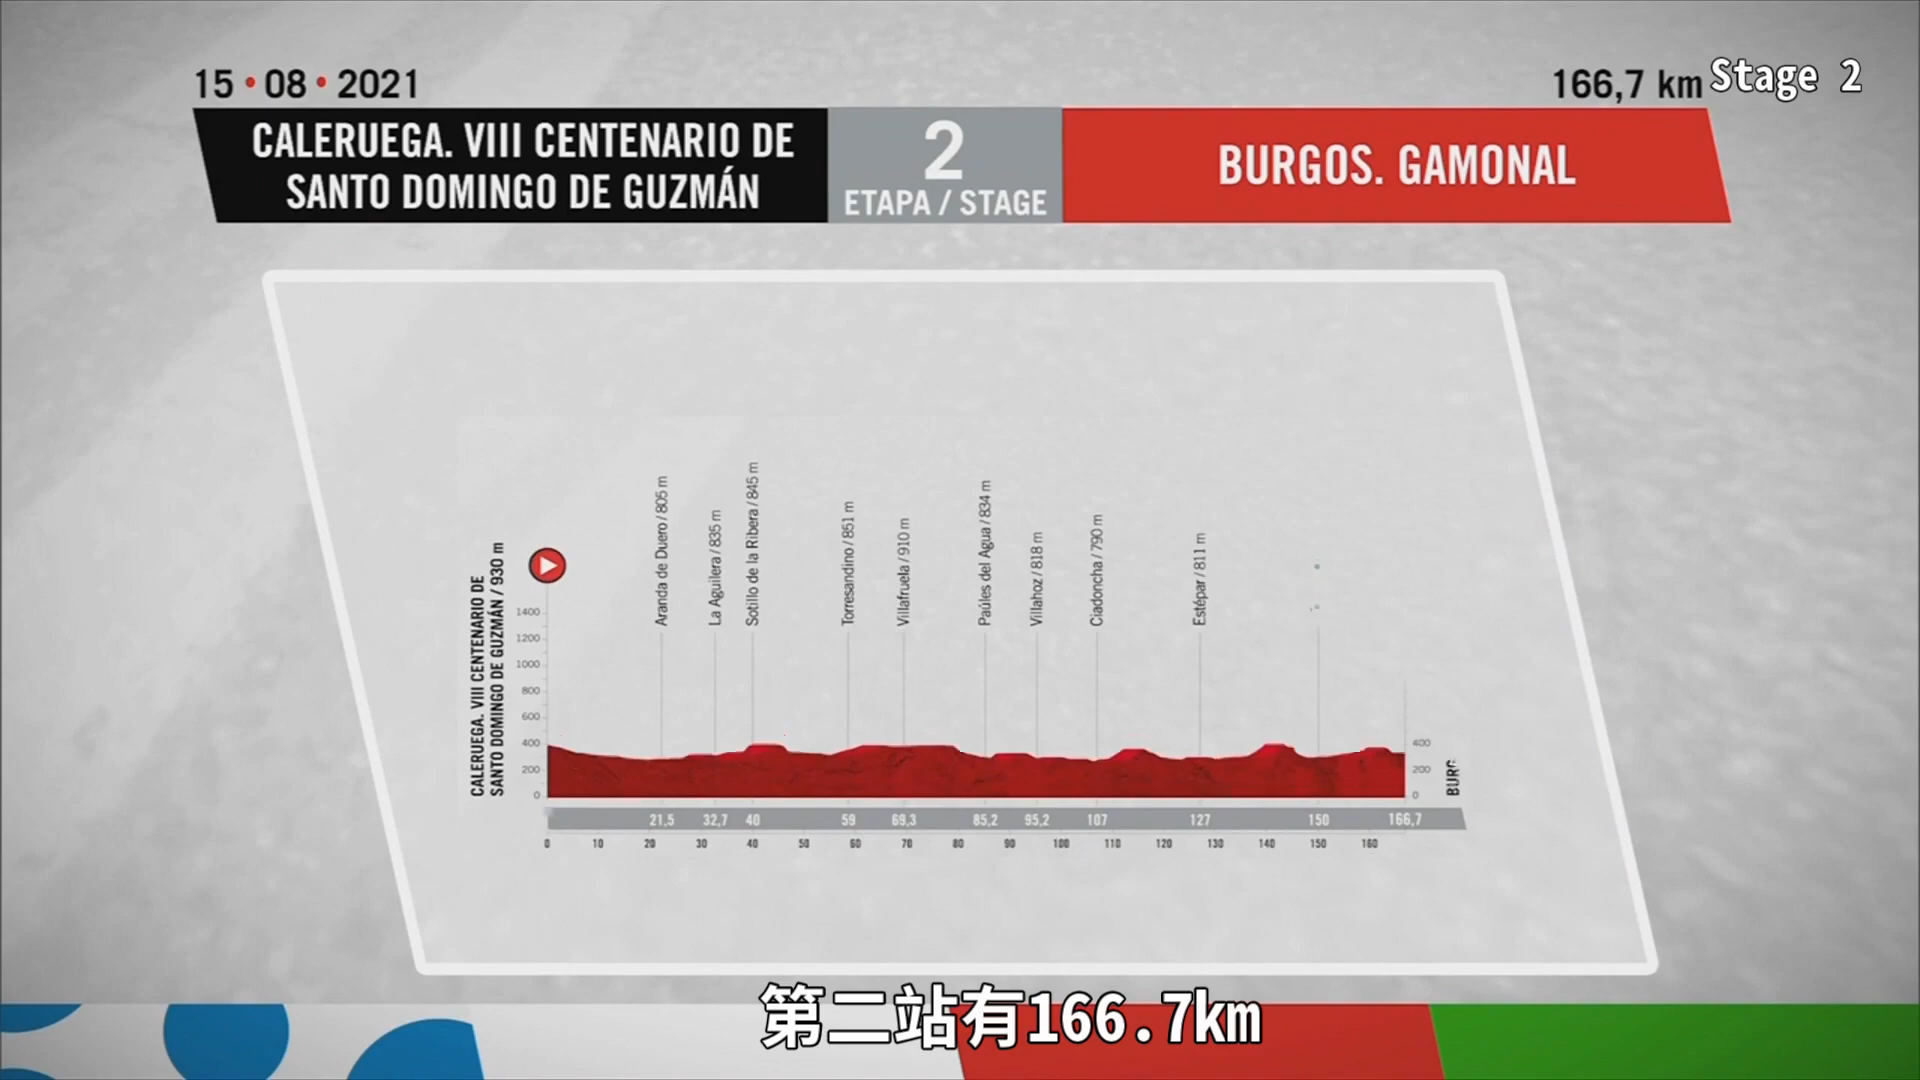 15 • 08 • 2021
166,7 km
Stage 2
CALERUEGA. VIII CENTENARIO DE
SANTO DOMINGO DE GUZMÁN
2
ETAPA / STAGE
BURGOS. GAMONAL
CALERUEGA. VIII CENTENARIO DE
SANTO DOMINGO DE GUZMÁN / 930 m
Aranda de Duero / 805 m
La Aguilera / 835 m
Sotillo de la Ribera / 845 m
Torresandino / 851 m
Villafruela / 910 m
Paúles del Agua / 834 m
Villahoz / 818 m
Ciadoncha / 790 m
Estépar / 811 m
1400
1200
1000
800
600
400
200
0
400
200
0
21,5 32,7 40 59 69,3 85,2 95,2 107 127 150 166,7
0 10 20 30 40 50 60 70 80 90 100 110 120 130 140 150 160
第二站有166.7km